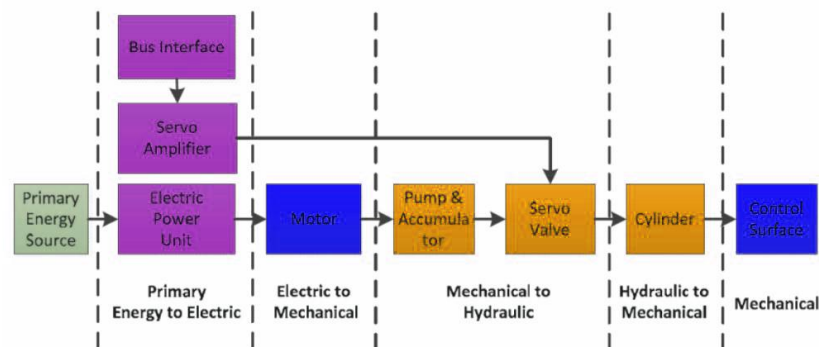 Bus Interface
Servo
Amplifier
Primary
Energy
Source
Electric
Power
Unit
Motor
Pump &
Accumula
tor
Servo
Valve
Cylinder
Control
Surface
Primary
Energy to Electric
Electric to
Mechanical
Mechanical to
Hydraulic
Hydraulic to
Mechanical
Mechanical